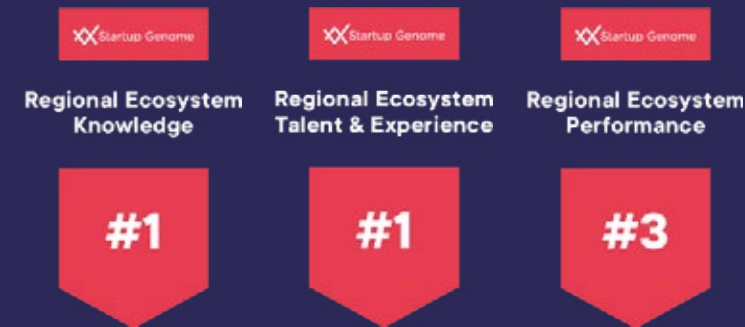 Startup Genome
Regional Ecosystem
Knowledge
#1
Startup Genome
Regional Ecosystem
Talent & Experience
#1
Startup Genome
Regional Ecosystem
Performance
#3